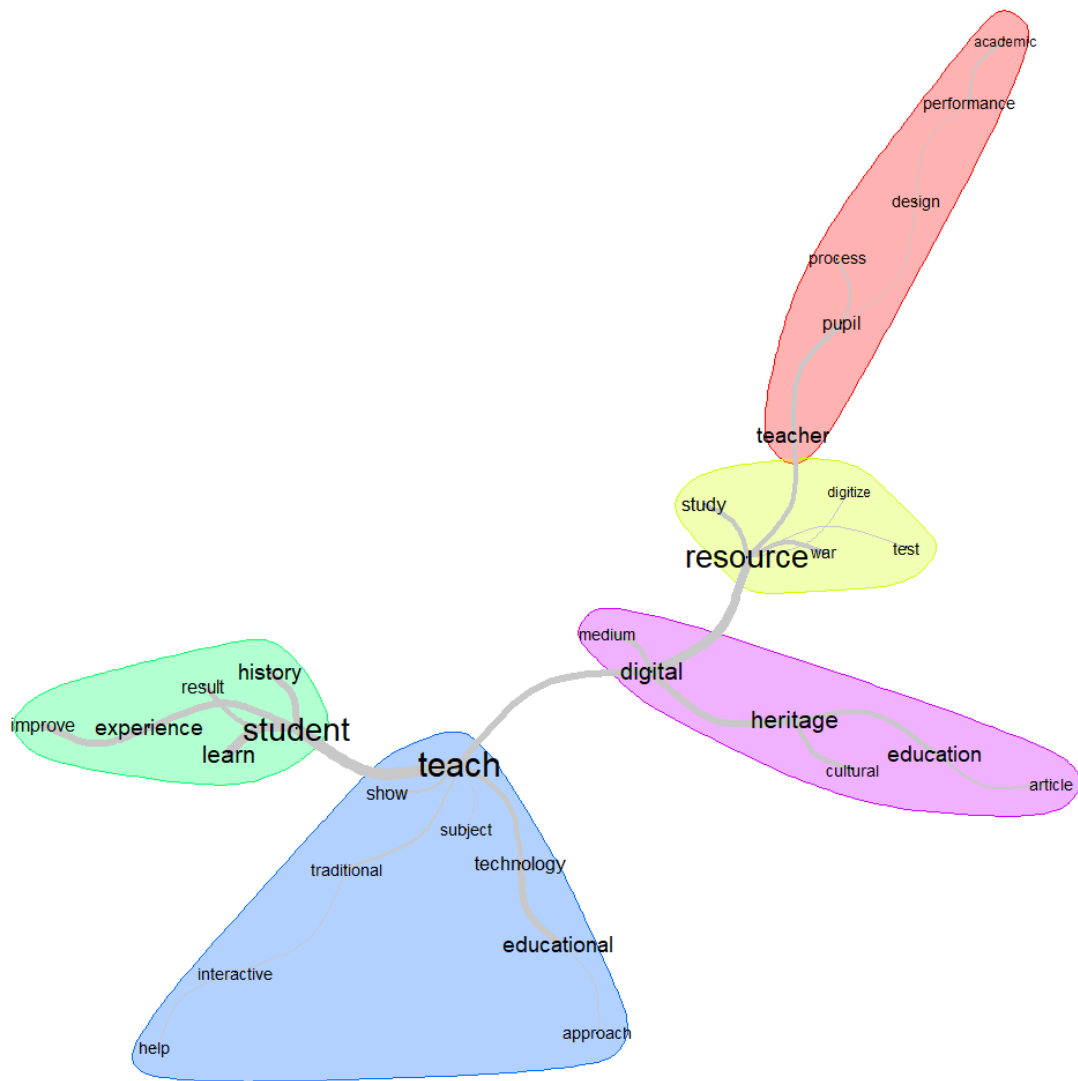 academic
performance
design
process
pupil
teacher
digitize
study
test
war
resource
medium
digital
history
result
heritage
improve
experience
student
learn
education
teach
cultural
article
show
subject
technology
traditional
educational
interactive
approach
help